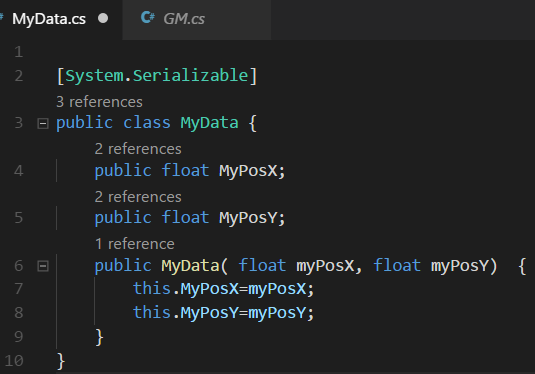 MyData.cs C# GM.cs
1
2 [System.Serializable]
3 references
3 public class MyData {
2 references
4 public float MyPosX;
2 references
5 public float MyPosY;
1 reference
6 public MyData( float myPosX, float myPosY)  {
7 this.MyPosX=myPosX;
8 this.MyPosY=myPosY;
9 }
10 }